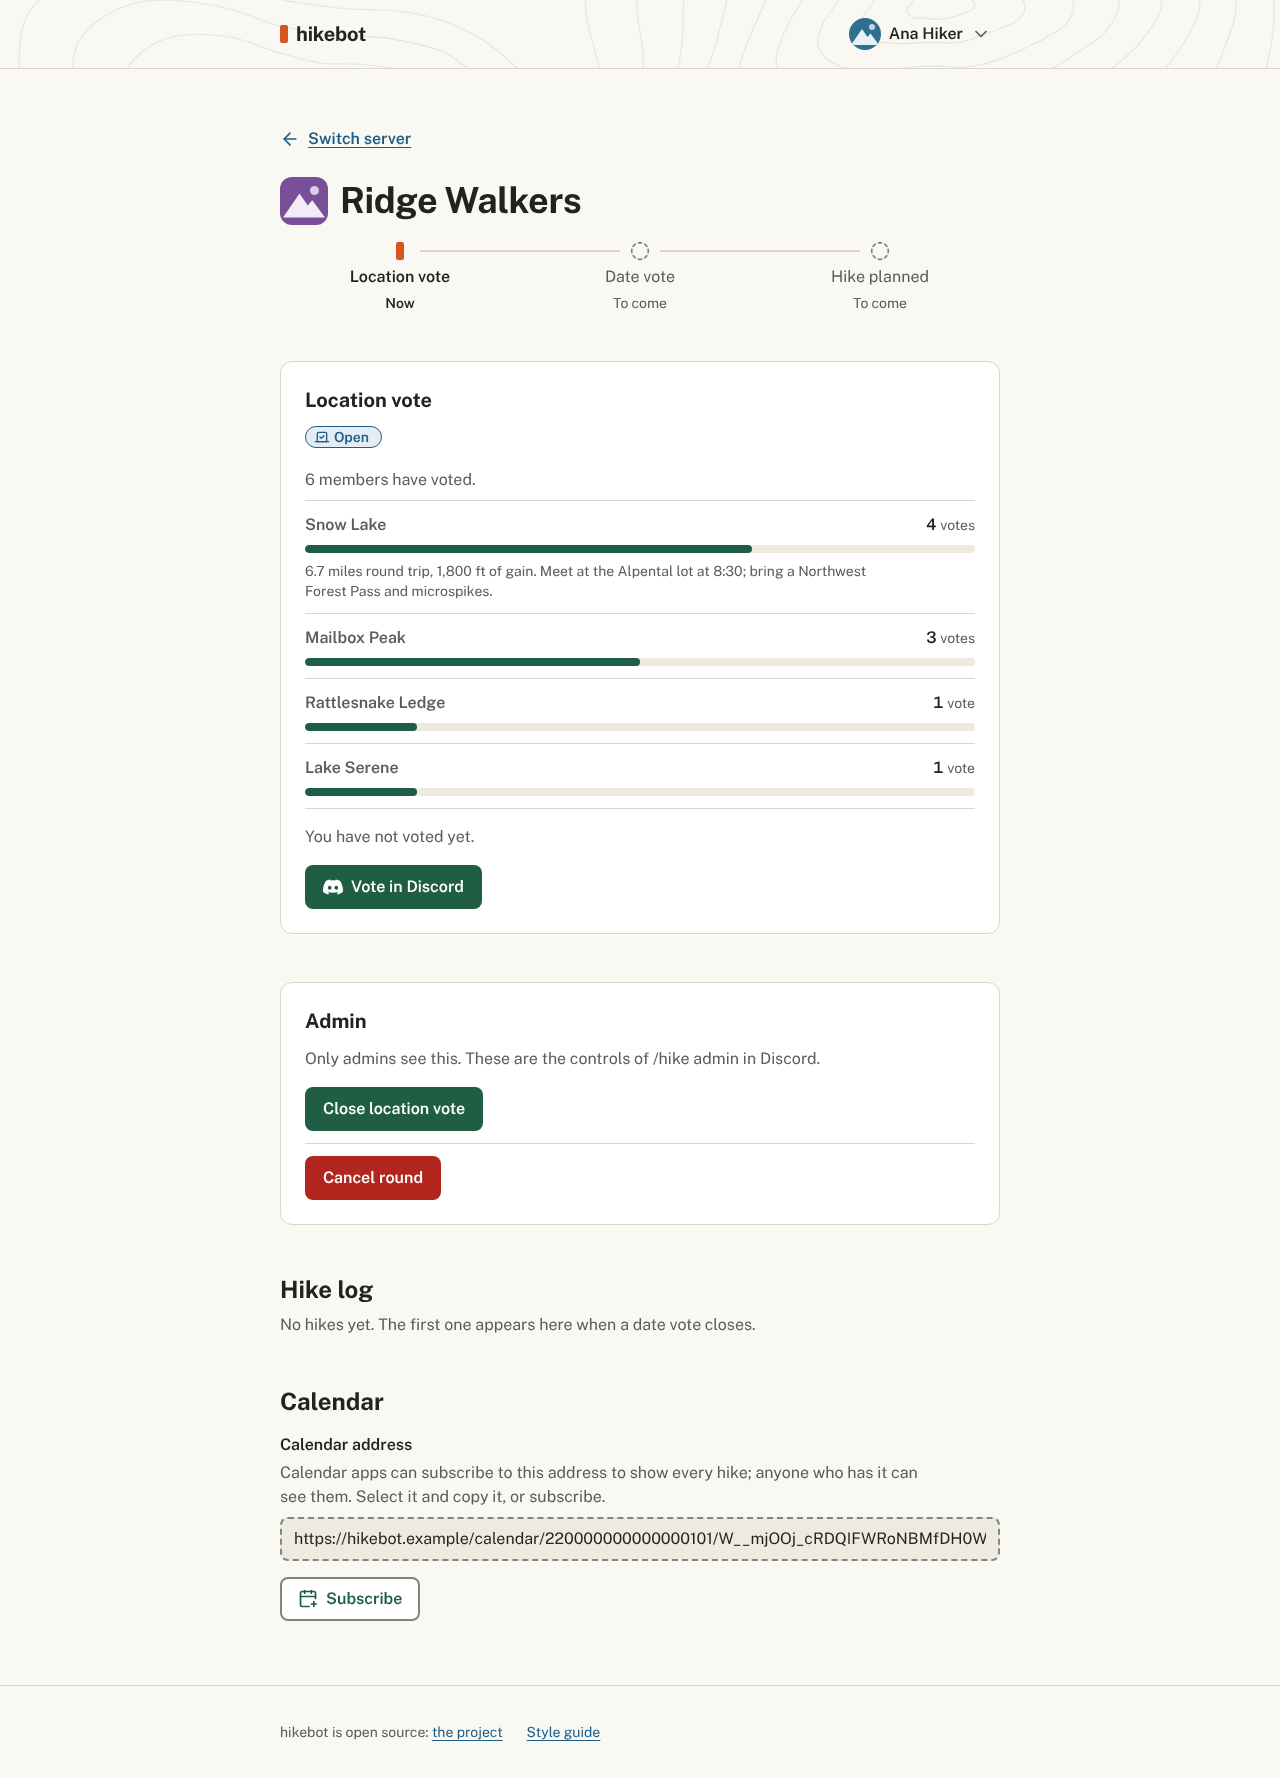 hikebot
Ana Hiker
Switch server
Ridge Walkers
Location vote
Now
Date vote
To come
Hike planned
To come
Location vote
Open
6 members have voted.
Snow Lake
4 votes
6.7 miles round trip, 1,800 ft of gain. Meet at the Alpental lot at 8:30; bring a Northwest
Forest Pass and microspikes.
Mailbox Peak
3 votes
Rattlesnake Ledge
1 vote
Lake Serene
1 vote
You have not voted yet.
Vote in Discord
Admin
Only admins see this. These are the controls of /hike admin in Discord.
Close location vote
Cancel round
Hike log
No hikes yet. The first one appears here when a date vote closes.
Calendar
Calendar address
Calendar apps can subscribe to this address to show every hike; anyone who has it can
see them. Select it and copy it, or subscribe.
https://hikebot.example/calendar/220000000000000101/W__mjOOj_cRDQIFWRoNBMfDH0W
Subscribe
hikebot is open source: the project
Style guide